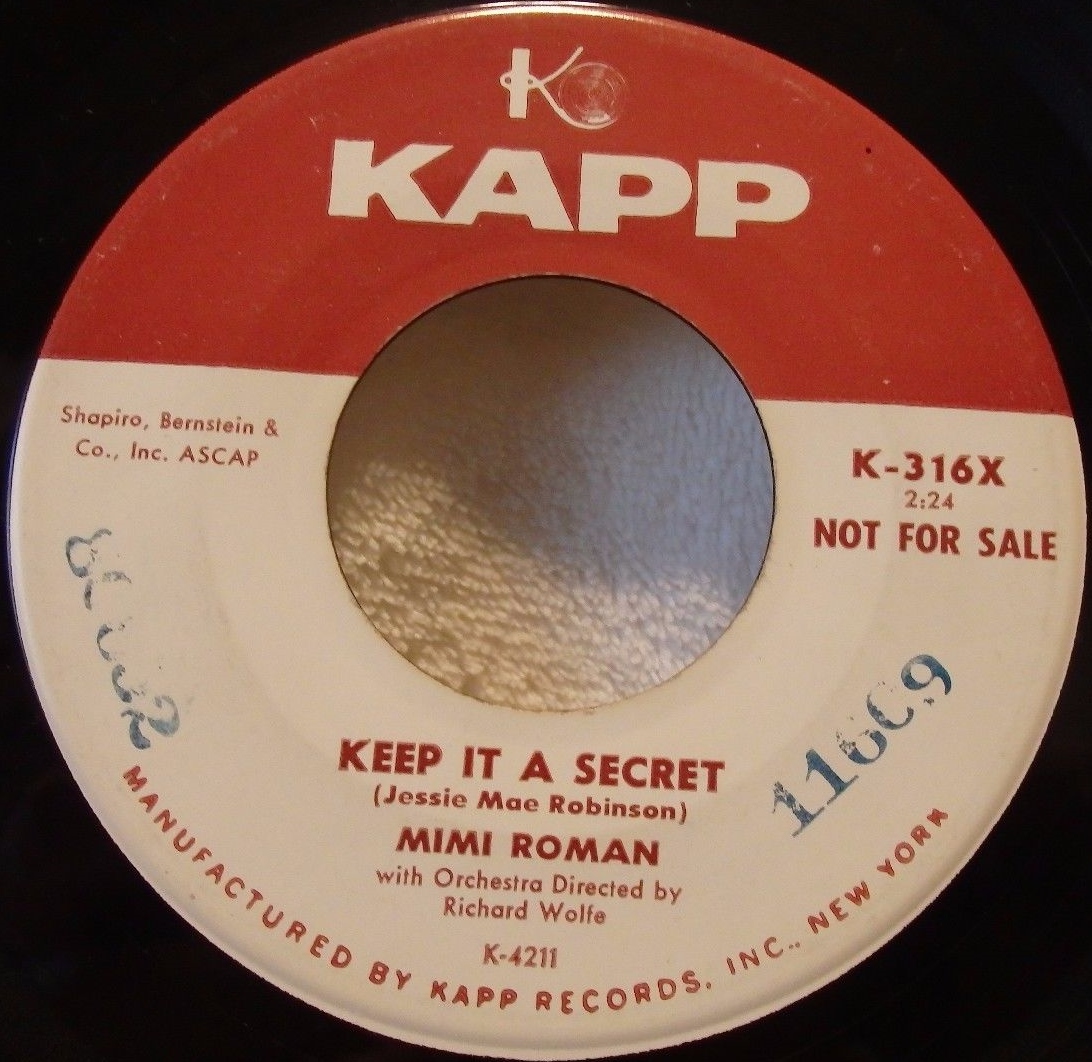 K
KAPP
Shapiro, Bernstein &
Co., Inc. ASCAP
K-316X
2:24
NOT FOR SALE
11609
KEEP IT A SECRET
(Jessie Mae Robinson)
MIMI ROMAN
with Orchestra Directed by
Richard Wolfe
K-4211
MANUFACTURED BY KAPP RECORDS, INC., NEW YORK